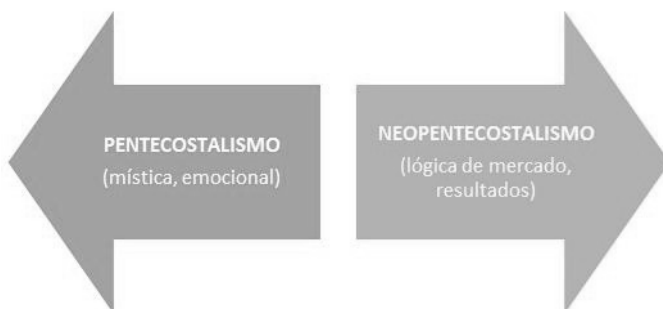 PENTECOSTALISMO
(mística, emocional)
NEOPENTECOSTALISMO
(lógica de mercado,
resultados)